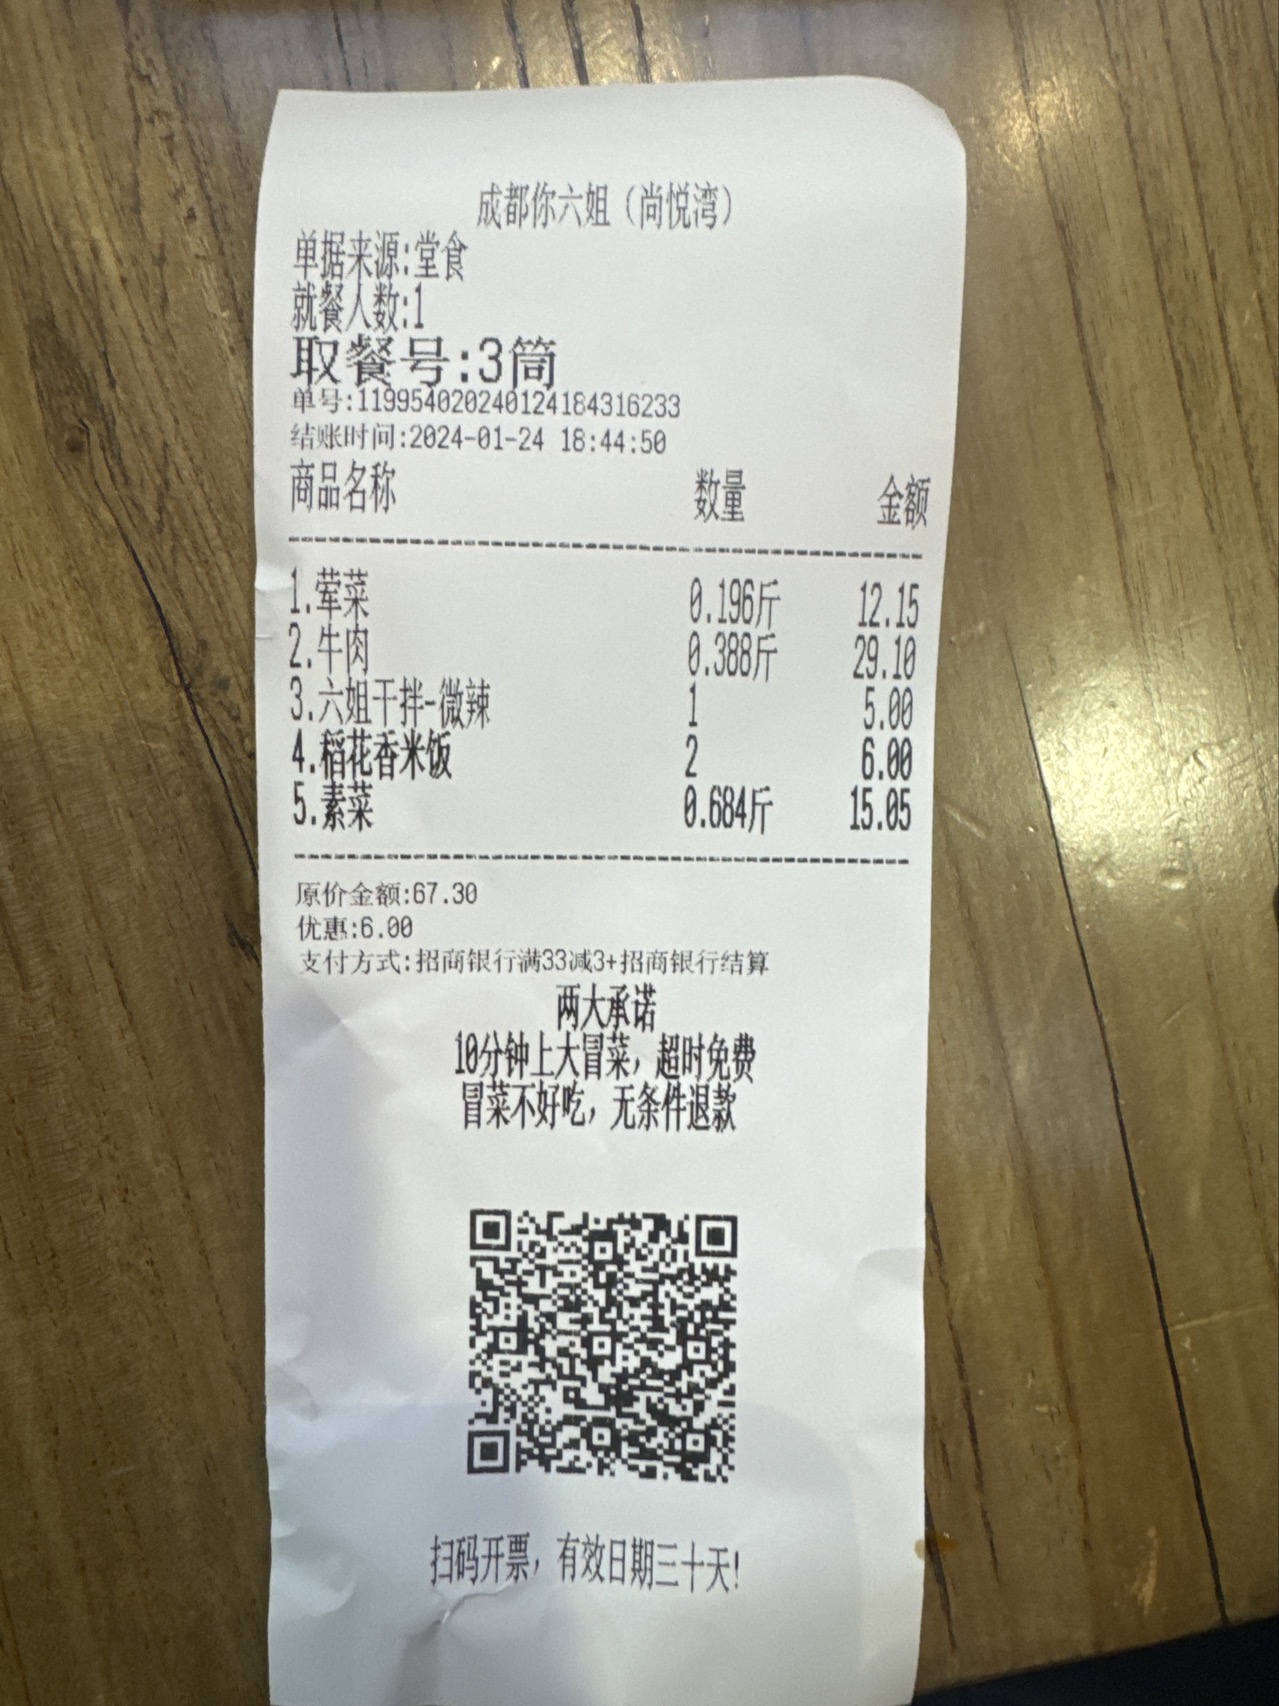 成都你六姐（尚悦湾）
单据来源:堂食
就餐人数:1
取餐号:3筒
单号:119954020240124184316233
结账时间:2024-01-24 18:44:50
商品名称 数量 金额
1.荤菜 0.196斤 12.15
2.牛肉 0.388斤 29.10
3.六姐干拌-微辣 1 5.00
4.稻花香米饭 2 6.00
5.素菜 0.684斤 15.05
原价金额:67.30
优惠:6.00
支付方式:招商银行满33减3+招商银行结算
两大承诺
10分钟上大冒菜，超时免费
冒菜不好吃，无条件退款
扫码开票，有效日期三十天!